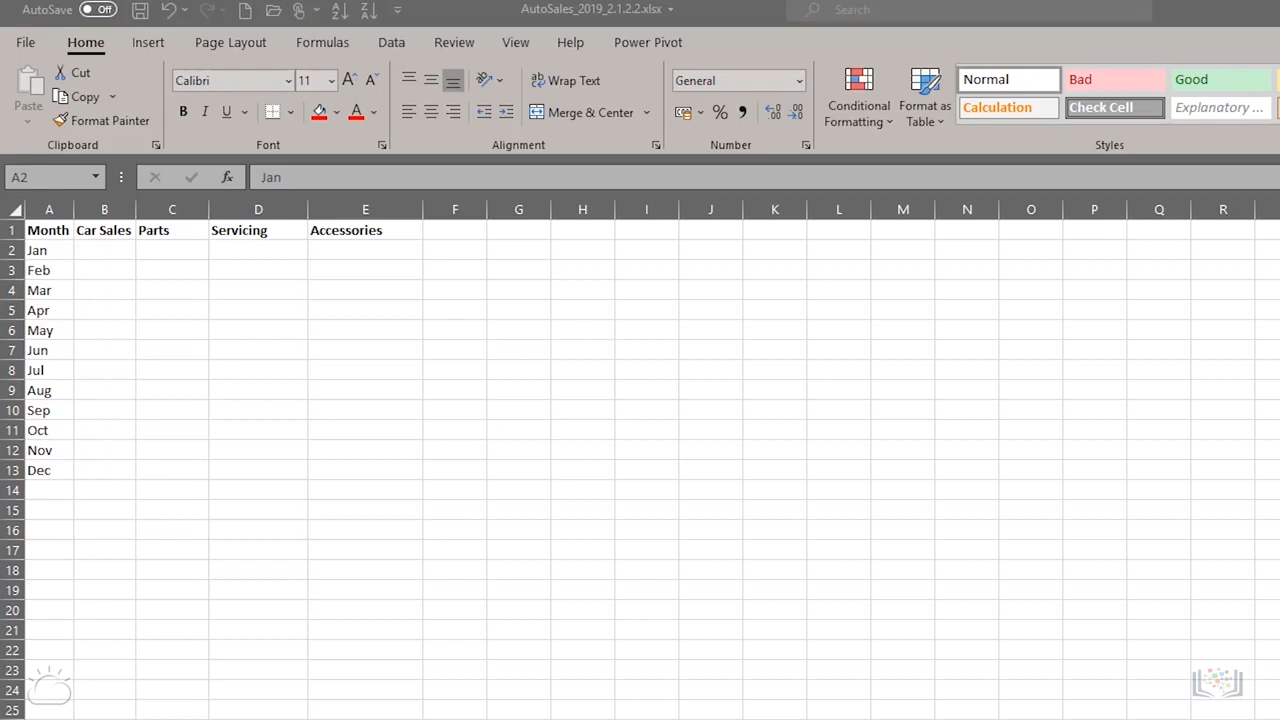 AutoSave Off AutoSales_2019_2.1.2.2.xlsx Search
File Home Insert Page Layout Formulas Data Review View Help Power Pivot
Paste Cut Calibri 11 Wrap Text General Conditional Formatting Format as Table Normal Bad Good
Copy Merge & Center Calculation Check Cell Explanatory ...
Format Painter
Clipboard Font Alignment Number Styles
A2 fx Jan
A B C D E F G H I J K L M N O P Q R
1 Month Car Sales Parts Servicing Accessories
2 Jan
3 Feb
4 Mar
5 Apr
6 May
7 Jun
8 Jul
9 Aug
10 Sep
11 Oct
12 Nov
13 Dec
14
15
16
17
18
19
20
21
22
23
24
25